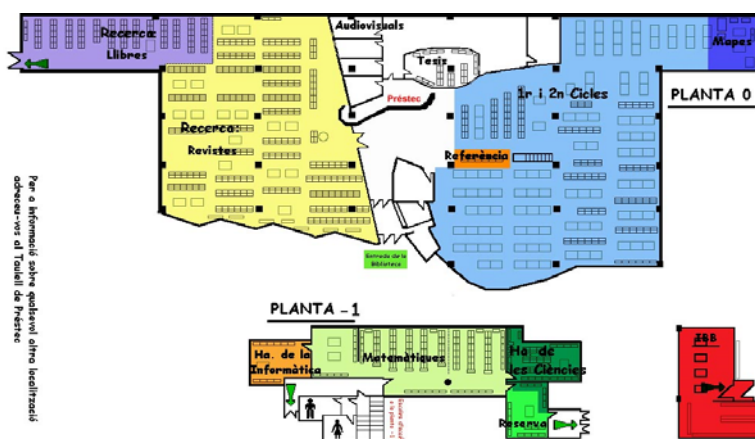 Recerca:
Llibres
Audiovisuals
Tesis
Mapes
PLANTA 0
Préstec
1r i 2n Cicles
Recerca:
Revistes
Referència
Entrada de la
Biblioteca
Per a informació sobre qualsevol altra localització
adreceu-vos al Taulell de Préstec
PLANTA -1
Ha. de la
Informàtica
Matemàtiques
Ha de
les Ciències
Reserva
IBB